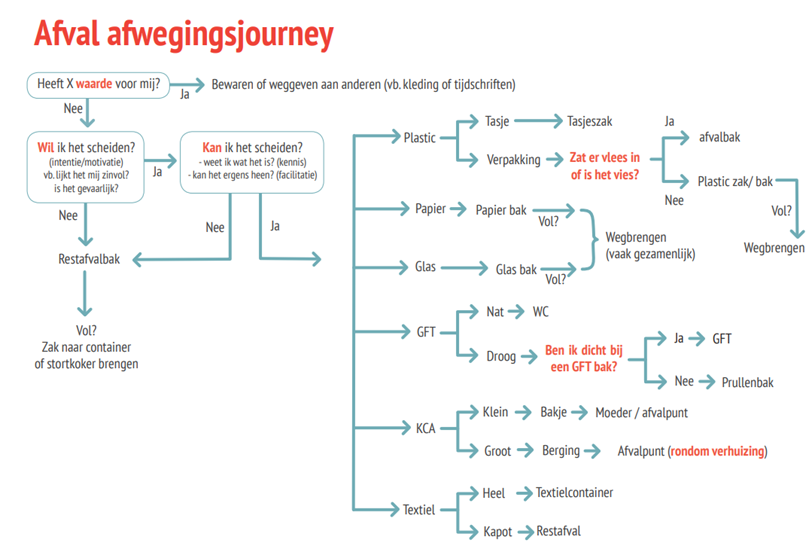 Afval afwegingsjourney
Heeft X waarde voor mij?
Ja
Bewaren of weggeven aan anderen (vb. kleding of tijdschriften)
Nee
Wil ik het scheiden?
(intentie/motivatie)
vb. lijkt het mij zinvol?
is het gevaarlijk?
Ja
Kan ik het scheiden?
- weet ik wat het is? (kennis)
- kan het ergens heen? (facilitatie)
Nee
Nee
Ja
Restafvalbak
Vol?
Zak naar container
of stortkoker brengen
Plastic
Tasje
Tasjeszak
Verpakking
Zat er vlees in
of is het vies?
Ja
afvalbak
Nee
Plastic zak/ bak
Vol?
Wegbrengen
Papier
Papier bak
Vol?
Glas
Glas bak
Vol?
Wegbrengen
(vaak gezamenlijk)
GFT
Nat
WC
Droog
Ben ik dicht bij
een GFT bak?
Ja
GFT
Nee
Prullenbak
KCA
Klein
Bakje
Moeder / afvalpunt
Groot
Berging
Afvalpunt (rondom verhuizing)
Textiel
Heel
Textielcontainer
Kapot
Restafval